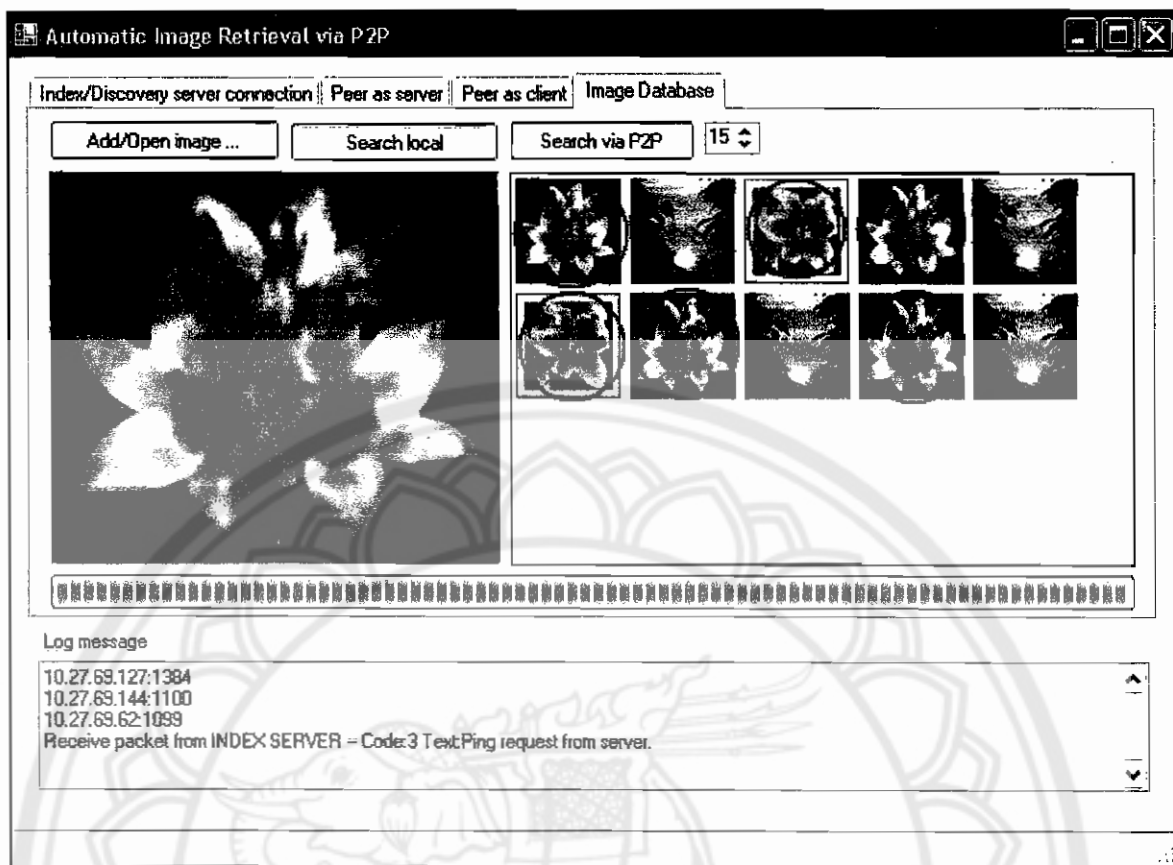 Automatic Image Retrieval via P2P
Index/Discovery server connection Peer as server Peer as client Image Database
Add/Open image ... Search local Search via P2P 15
Log message
10.27.69.127:1384
10.27.69.144:1100
10.27.69.62:1099
Receive packet from INDEX SERVER -- Code:3 Text:Ping request from server.